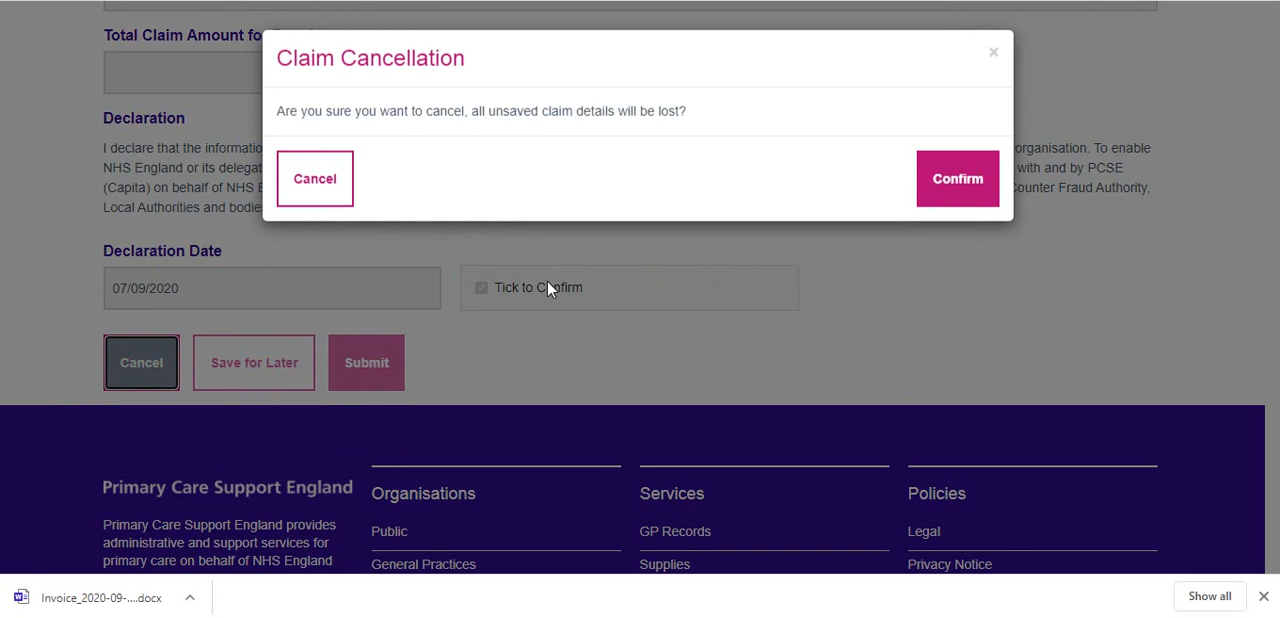 Total Claim Amount fo
Claim Cancellation
×
Are you sure you want to cancel, all unsaved claim details will be lost?
Cancel
Confirm
Declaration
I declare that the informatio organisation. To enable
NHS England or its delegat with and by PCSE
(Capita) on behalf of NHS E Counter Fraud Authority,
Local Authorities and bodie
Declaration Date
07/09/2020
Tick to Confirm
Cancel
Save for Later
Submit
Primary Care Support England
Primary Care Support England provides
administrative and support services for
primary care on behalf of NHS England
Organisations
Public
General Practices
Services
GP Records
Supplies
Policies
Legal
Privacy Notice
Invoice_2020-09-....docx
Show all